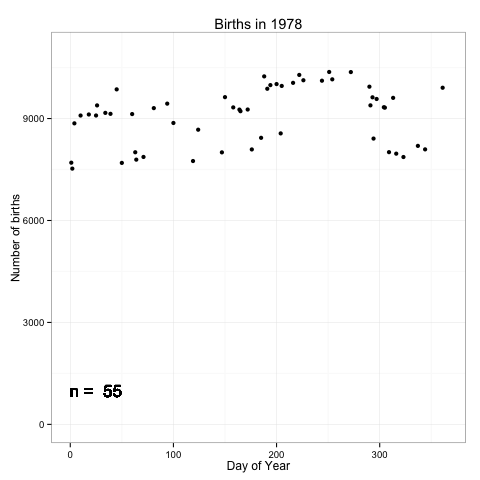 Births in 1978
Number of births
9000
6000
3000
0
n = 55
0 100 200 300
Day of Year